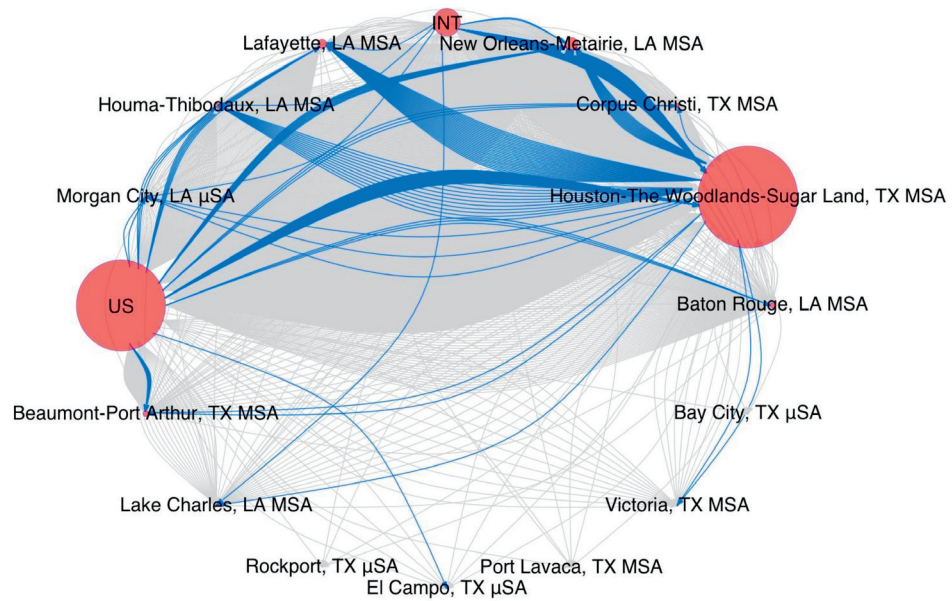 INT
Lafayette, LA MSA
New Orleans-Metairie, LA MSA
Houma-Thibodaux, LA MSA
Corpus Christi, TX MSA
Morgan City, LA µSA
Houston-The Woodlands-Sugar Land, TX MSA
US
Baton Rouge, LA MSA
Beaumont-Port Arthur, TX MSA
Bay City, TX µSA
Lake Charles, LA MSA
Victoria, TX MSA
Rockport, TX µSA
Port Lavaca, TX MSA
El Campo, TX µSA